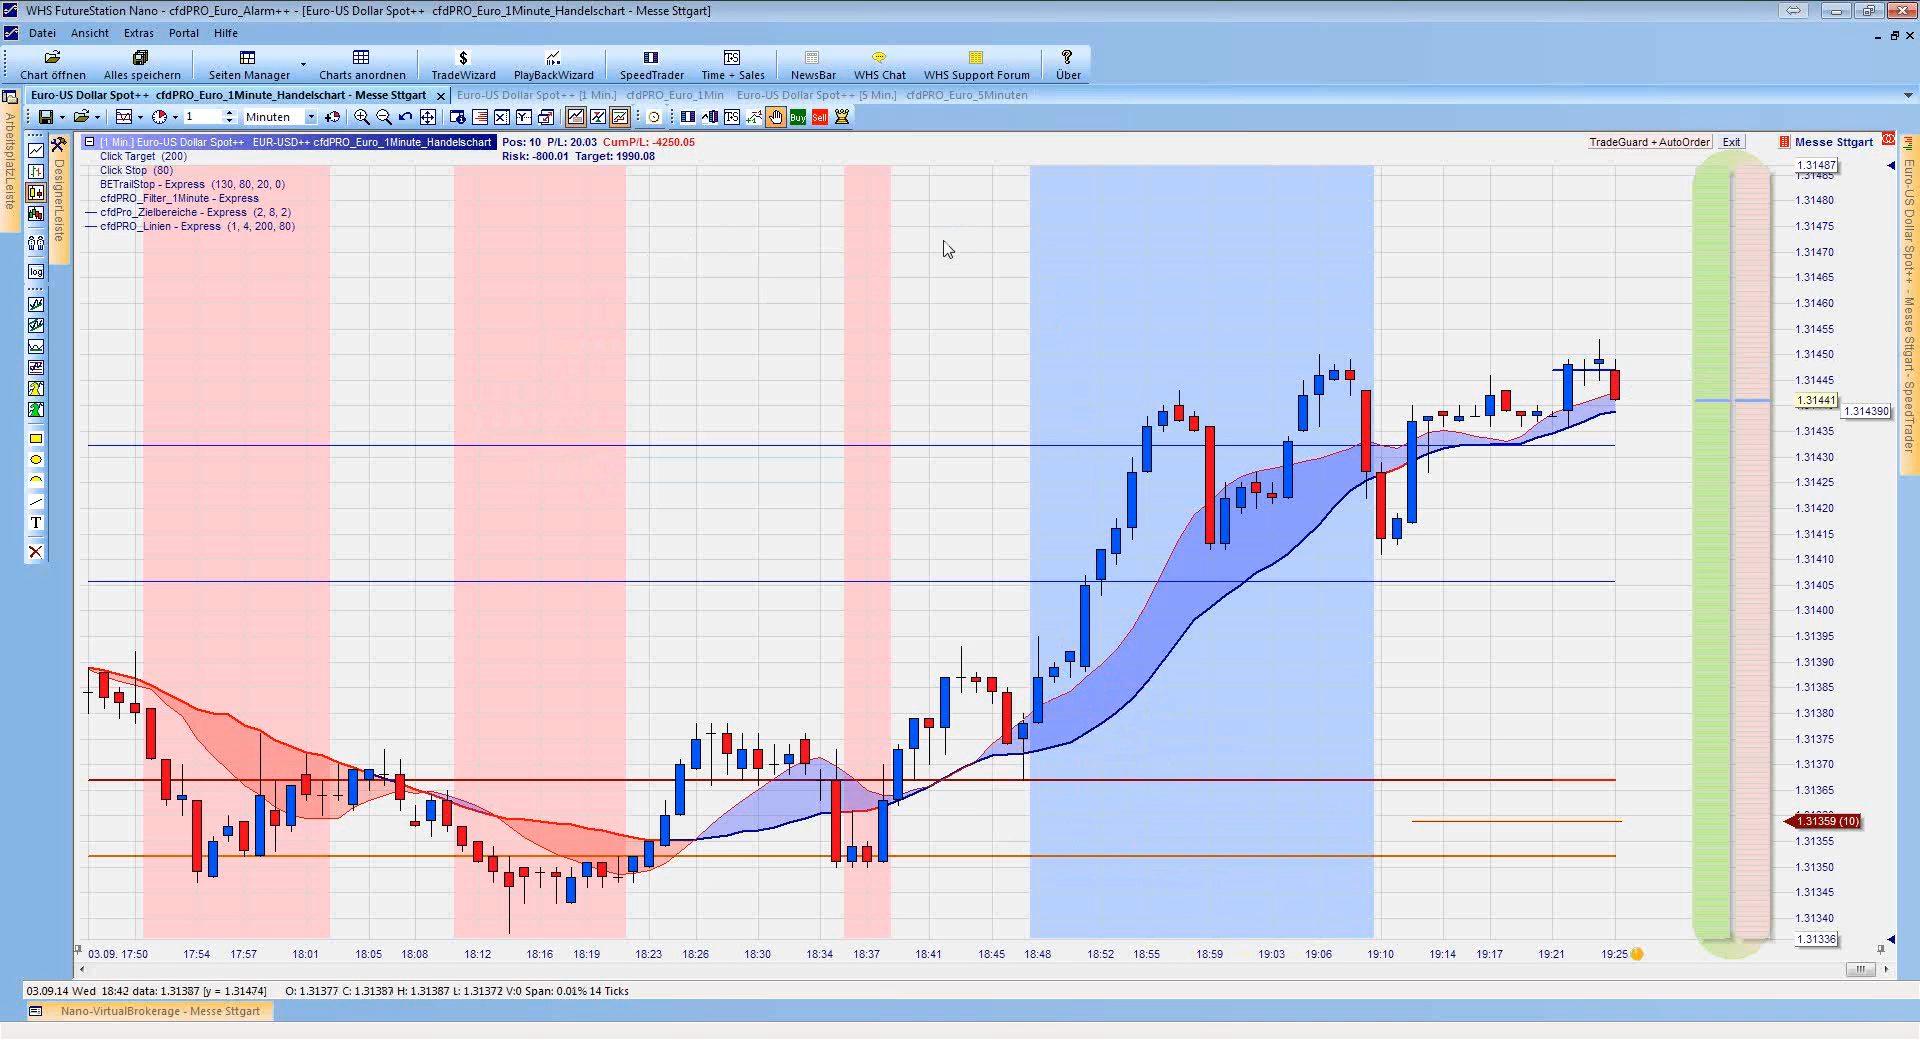 WHS FutureStation Nano - cfdPRO_Euro_Alarm++ - [Euro-US Dollar Spot++   cfdPRO_Euro_1Minute_Handelschart - Messe Sttgart]
Datei   Ansicht   Extras   Portal   Hilfe
Chart öffnen   Alles speichern   Seiten Manager   Charts anordnen   TradeWizard   PlayBackWizard   SpeedTrader   Time + Sales   NewsBar   WHS Chat   WHS Support Forum   Über
Euro-US Dollar Spot++   cfdPRO_Euro_1Minute_Handelschart - Messe Sttgart   Euro-US Dollar Spot++ [1 Min.]   cfdPRO_Euro_1Min   Euro-US Dollar Spot++ [5 Min.]   cfdPRO_Euro_5Minuten
1   Minuten   Buy   Sell
ArbeitsplatzLeiste
DesignerLeiste
log
T
[1 Min.] Euro-US Dollar Spot++   EUR-USD++ cfdPRO_Euro_1Minute_Handelschart   Pos: 10   P/L: 20.03   CumP/L: -4250.05
Risk: -800.01   Target: 1990.08
Click Target (200)
Click Stop (80)
BETrailStop - Express (130, 80, 20, 0)
cfdPRO_Filter_1Minute - Express
cfdPro_Zielbereiche - Express (2, 8, 2)
cfdPRO_Linien - Express (1, 4, 200, 80)
TradeGuard + AutoOrder   Exit   Messe Sttgart
1.31487
1.31485
1.31480
1.31475
1.31470
1.31465
1.31460
1.31455
1.31450
1.31445
1.31441
1.314390
1.31435
1.31430
1.31425
1.31420
1.31415
1.31410
1.31405
1.31400
1.31395
1.31390
1.31385
1.31380
1.31375
1.31370
1.31365
1.31359 (10)
1.31355
1.31350
1.31345
1.31340
1.31336
Euro-US Dollar Spot++ - Messe Sttgart - SpeedTrader
03.09. 17:50   17:54   17:57   18:01   18:05   18:08   18:12   18:16   18:19   18:23   18:26   18:30   18:34   18:37   18:41   18:45   18:48   18:52   18:55   18:59   19:03   19:06   19:10   19:14   19:17   19:21   19:25
03.09.14 Wed  18:42 data: 1.31387 [y = 1.31474]   O: 1.31377 C: 1.31387 H: 1.31387 L: 1.31372 V:0 Span: 0.01% 14 Ticks
Nano-VirtualBrokerage - Messe Sttgart